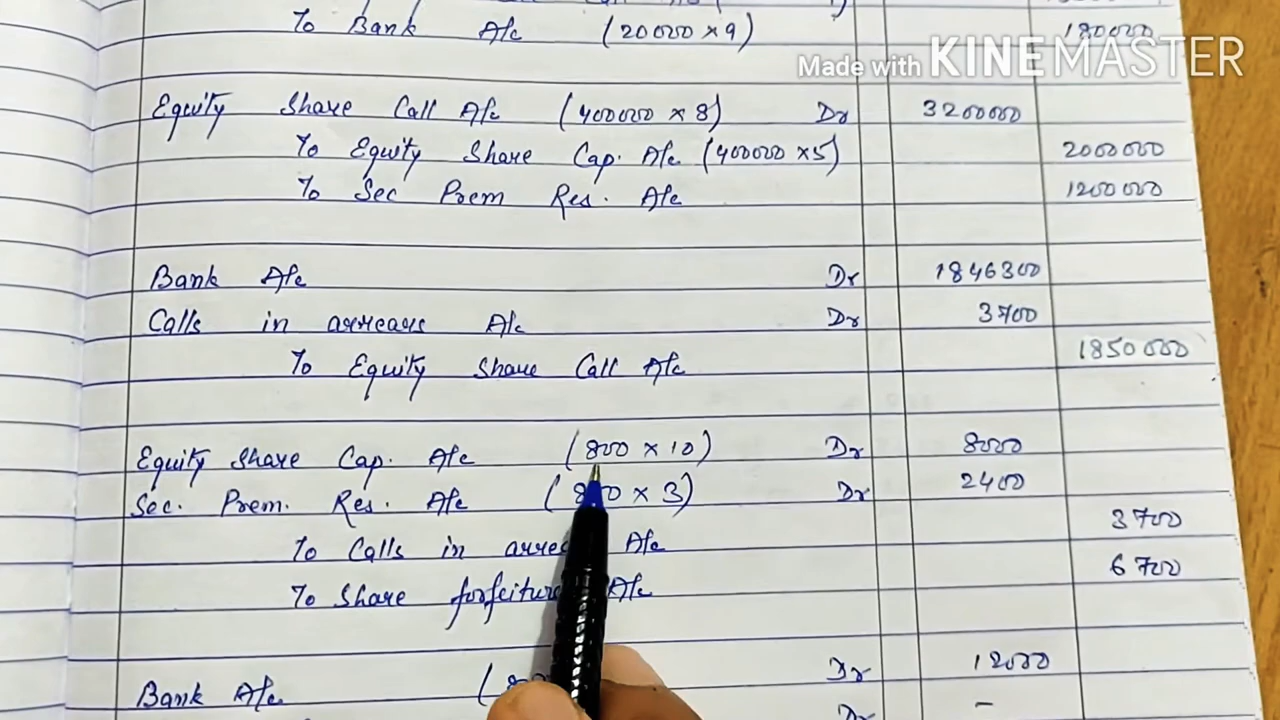 To Bank A/c (20000 × 9) 180000
Made with KINEMASTER
Equity Share Call A/c (400000 × 8) Dr 3200000
To Equity Share Cap. A/c (400000 × 5) 2000000
To Sec Prem Res. A/c 1200000
Bank A/c Dr 1846300
Calls in arrears A/c Dr 3700
To Equity Share Call A/c 1850000
Equity Share Cap. A/c (800 × 10) Dr 8000
Sec. Prem. Res. A/c (800 × 3) Dr 2400
To Calls in A/c 3700
To Share forfeiture A/c 6700
Bank A/c Dr 12000
Dr –